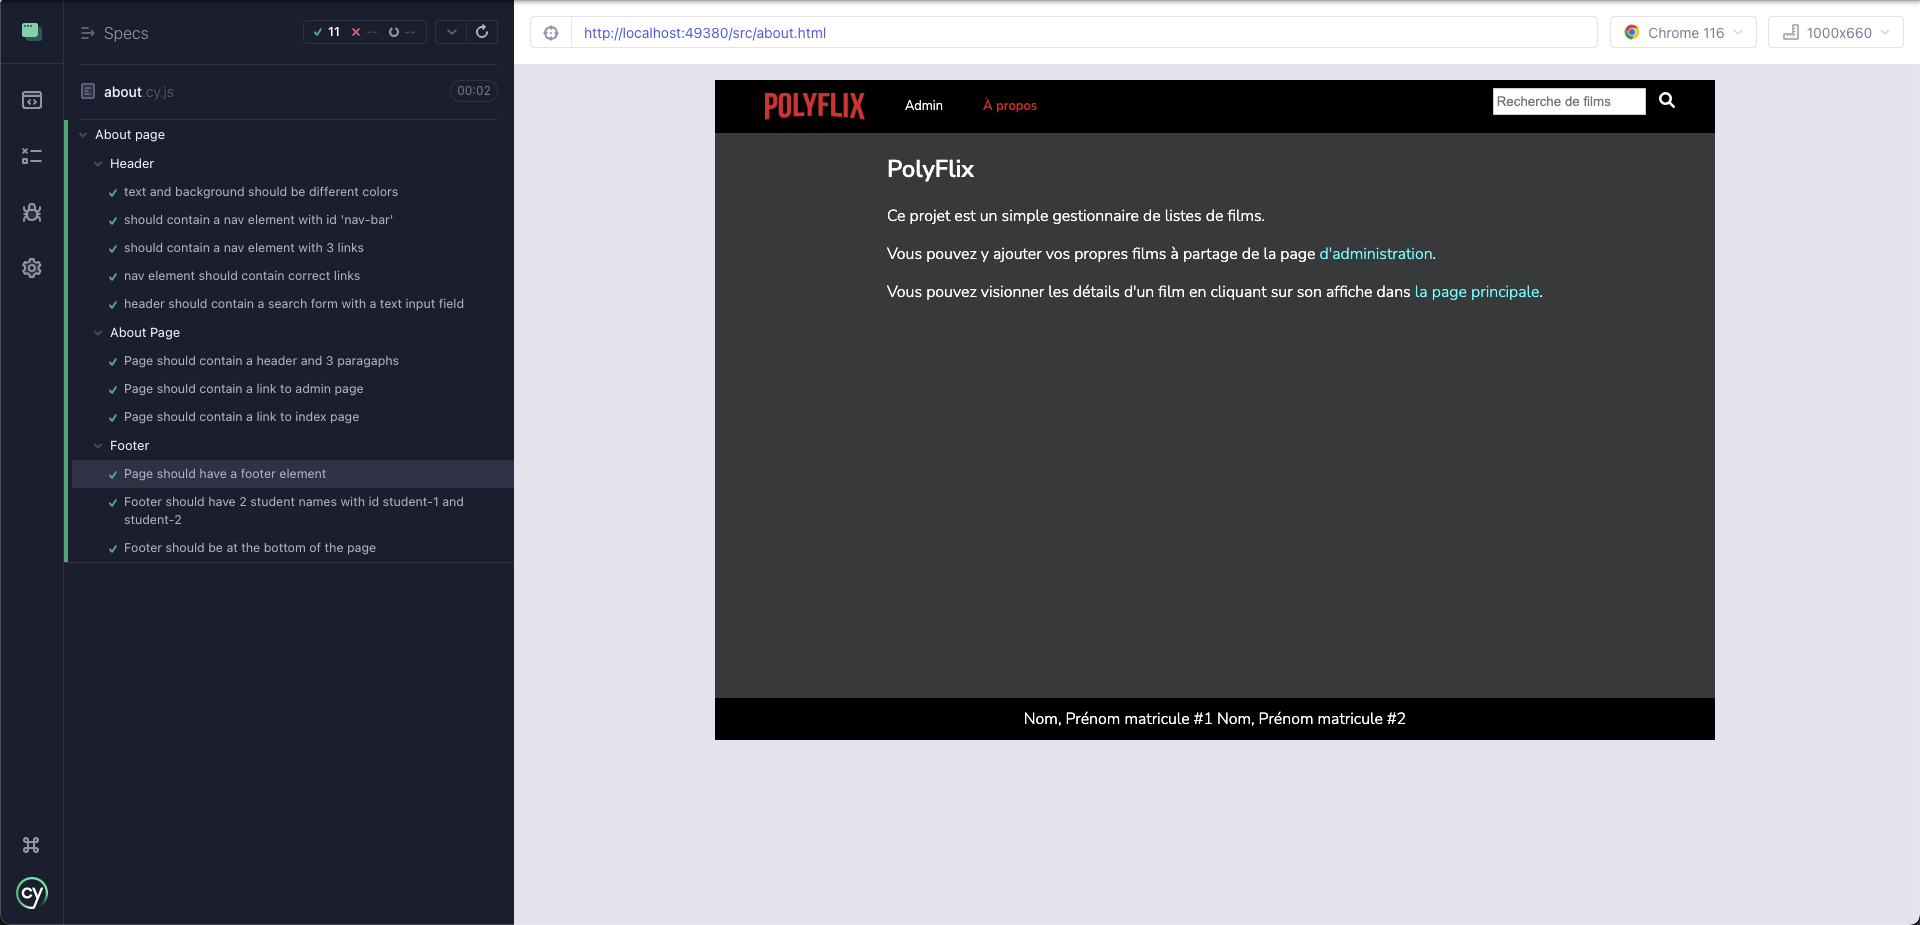 Specs
11 -- --
about.cy.js
00:02
About page
Header
text and background should be different colors
should contain a nav element with id 'nav-bar'
should contain a nav element with 3 links
nav element should contain correct links
header should contain a search form with a text input field
About Page
Page should contain a header and 3 paragaphs
Page should contain a link to admin page
Page should contain a link to index page
Footer
Page should have a footer element
Footer should have 2 student names with id student-1 and
student-2
Footer should be at the bottom of the page
cy
http://localhost:49380/src/about.html
Chrome 116
1000x660
POLYFLIX
Admin
À propos
Recherche de films
PolyFlix
Ce projet est un simple gestionnaire de listes de films.
Vous pouvez y ajouter vos propres films à partage de la page d'administration.
Vous pouvez visionner les détails d'un film en cliquant sur son affiche dans la page principale.
Nom, Prénom matricule #1 Nom, Prénom matricule #2